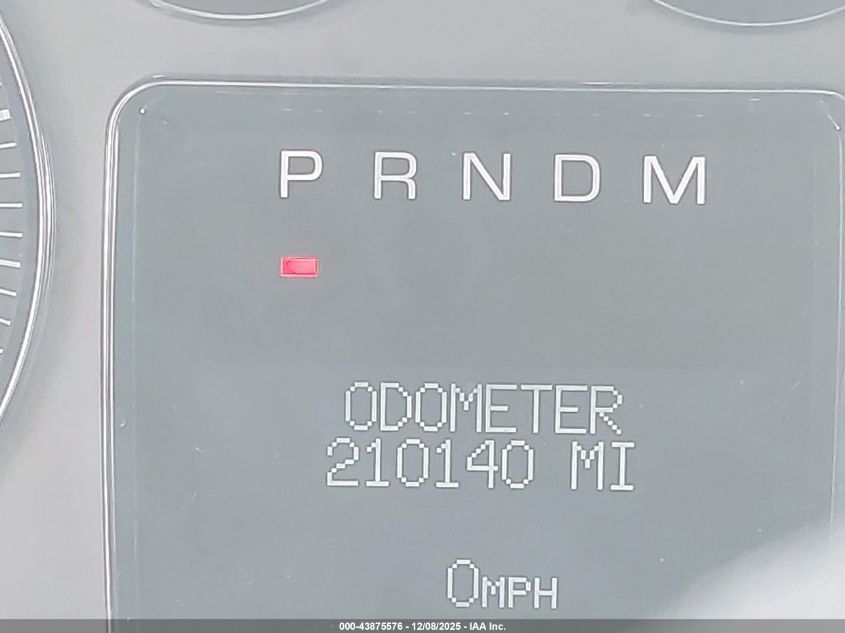 P R N D M
ODOMETER
210140 MI
0MPH
000-43875576 - 12/08/2025 - IAA Inc.